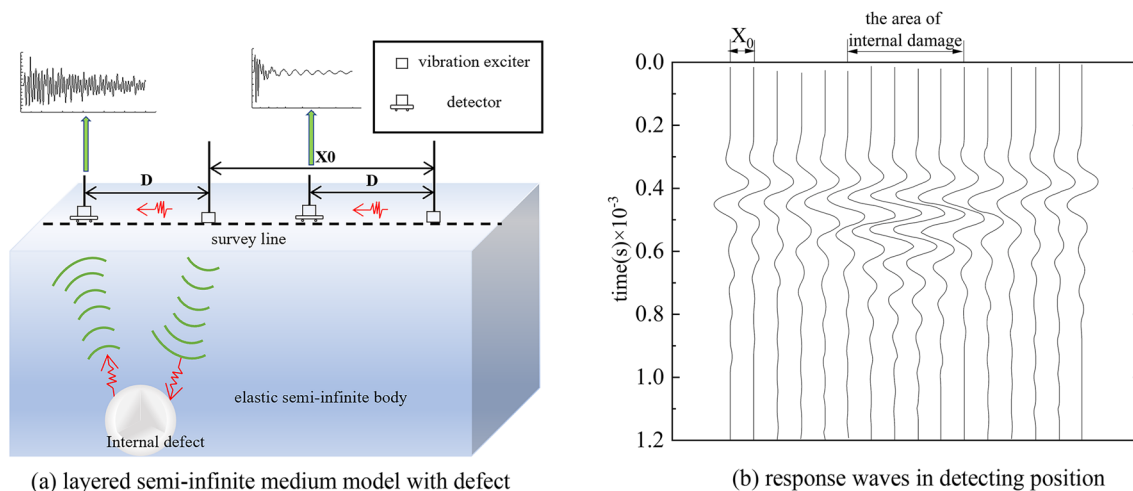 vibration exciter
detector
X0
D
D
survey line
elastic semi-infinite body
Internal defect
(a) layered semi-infinite medium model with defect
the area of
X₀
internal damage
0.0
0.2
0.4
0.6
0.8
1.0
1.2
time(s)×10⁻³
(b) response waves in detecting position